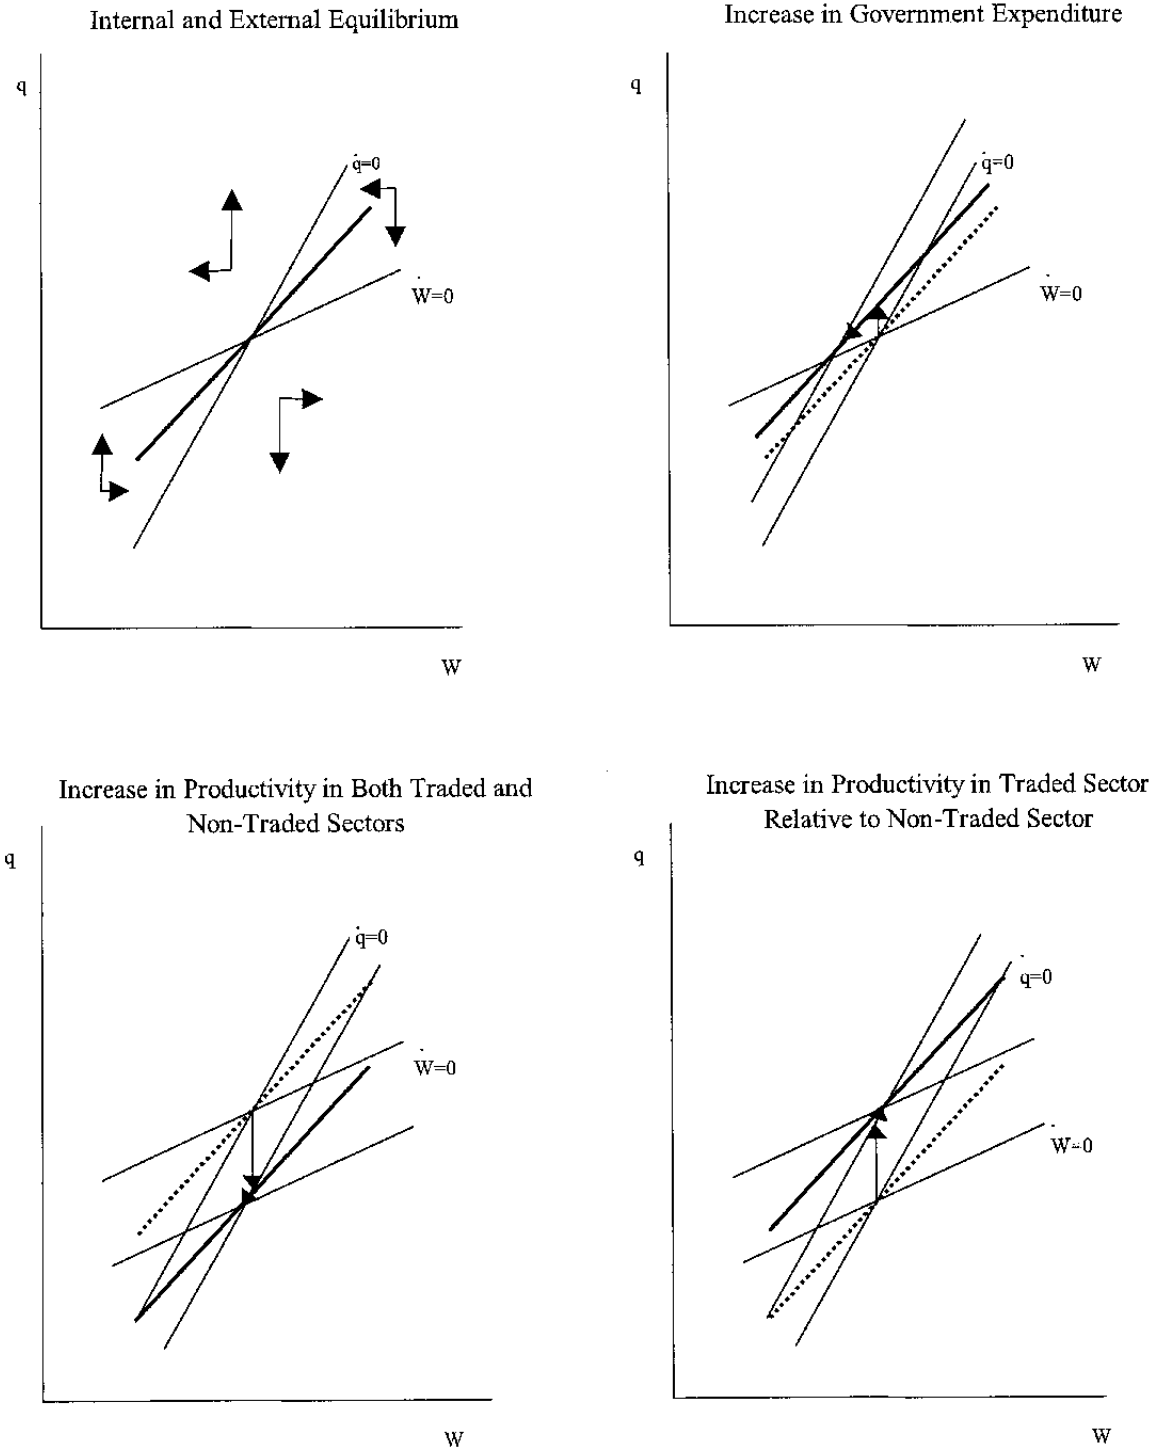 Internal and External Equilibrium
q
q̇=0
Ẇ=0
W
Increase in Government Expenditure
q
q̇=0
Ẇ=0
W
Increase in Productivity in Both Traded and
Non-Traded Sectors
q
q̇=0
Ẇ=0
W
Increase in Productivity in Traded Sector
Relative to Non-Traded Sector
q
q̇=0
Ẇ=0
W